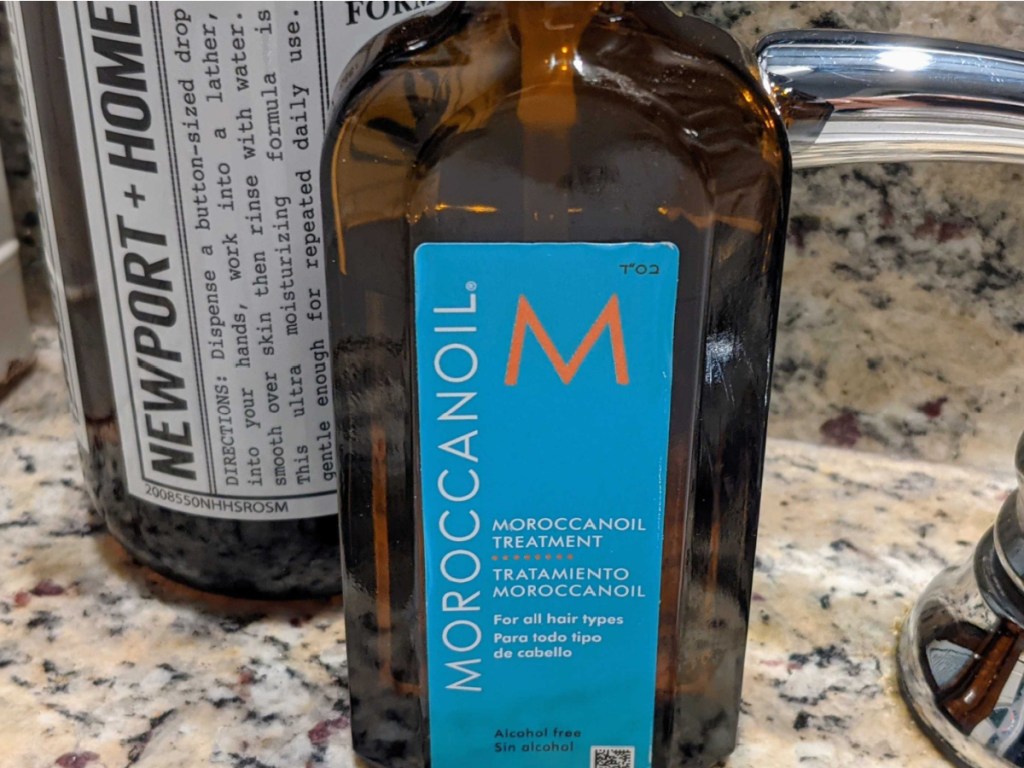 FORM
NEWPORT + HOME
DIRECTIONS: Dispense a button-sized drop
into your hands, work into a lather,
smooth over skin then rinse with water.
This ultra moisturizing formula is
gentle enough for repeated daily use.
2008550NHHSROSM
בס"ד
M
MOROCCANOIL®
MOROCCANOIL
TREATMENT
TRATAMIENTO
MOROCCANOIL
For all hair types
Para todo tipo
de cabello
Alcohol free
Sin alcohol